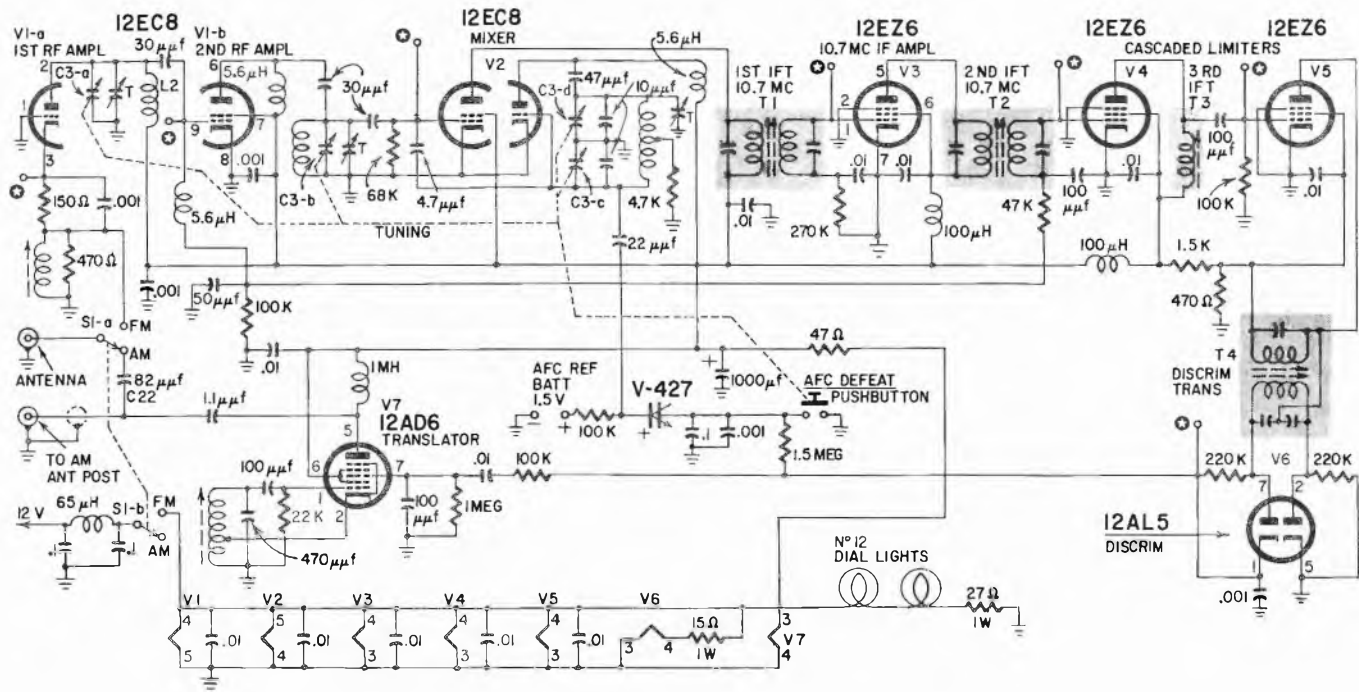 12EC8
V1-a
1ST RF AMPL
30μμf
V1-b
2ND RF AMPL
12EC8
MIXER
V2
5.6μH
12EZ6
10.7 MC IF AMPL
V3
12EZ6
V4
CASCADED LIMITERS
12EZ6
V5
2
C3-a
T
L2
6
5.6μH
9
7
8
.001
30μμf
C3-d
47μμf
10μμf
T
1ST IFT
10.7 MC
T1
5
2
1
6
7
2ND IFT
10.7 MC
T2
3 RD
IFT
T3
100
μμf
1
3
150Ω
.001
5.6μH
C3-b
T
68K
4.7μμf
C3-c
4.7K
.01
.01
.01
270K
100μH
100
μμf
47K
.01
100K
.01
TUNING
22μμf
470Ω
.001
50μμf
100K
100μH
1.5K
470Ω
S1-a
FM
AM
ANTENNA
82μμf
C22
.01
1MH
47Ω
+
1000μf
T4
DISCRIM
TRANS
AFC REF
BATT
1.5 V
V-427
AFC DEFEAT
PUSHBUTTON
1.1μμf
V7
12AD6
TRANSLATOR
+
100K
+
.1
.001
1.5MEG
TO AM
ANT POST
5
6
7
1
2
100μμf
22K
470μμf
100
μμf
1MEG
.01
100K
220K
V6
220K
7
2
65μH
12V
S1-b
FM
AM
.1
.1
12AL5
DISCRIM
1
5
.001
Nº12
DIAL LIGHTS
27Ω
1W
V1
V2
V3
V4
V5
V6
4
5
.01
5
4
.01
4
3
.01
4
3
.01
4
3
.01
3
4
15Ω
1W
3
V7
4